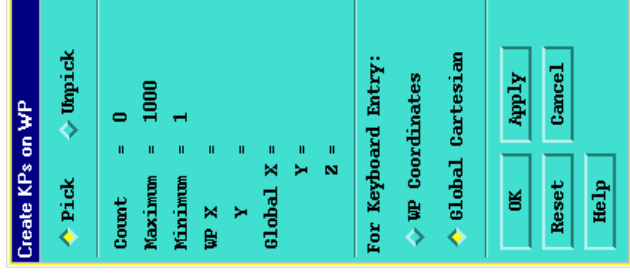 Create KPs on WP
Pick Unpick
Count = 0
Maximum = 1000
Minimum = 1
WP X =
Y =
Global X =
Y =
Z =
For Keyboard Entry:
WP Coordinates
Global Cartesian
OK Apply
Reset Cancel
Help